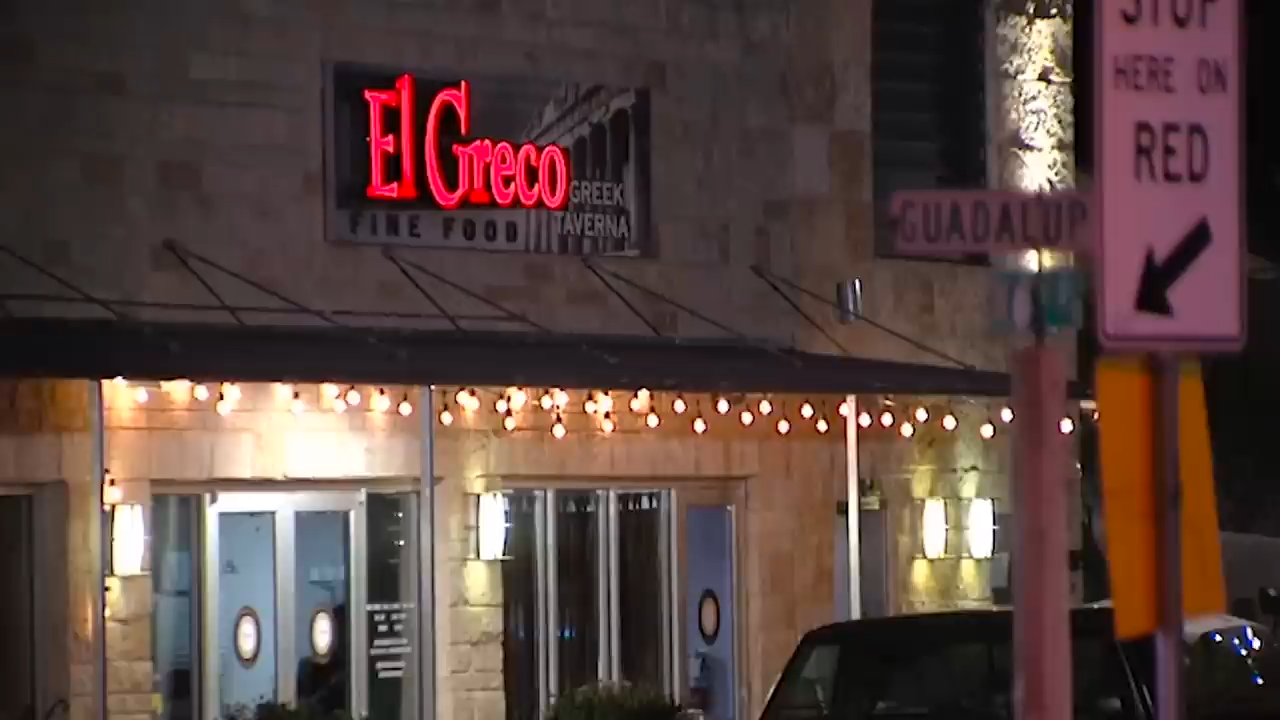 El Greco
FINE FOOD
GREEK
TAVERNA
STOP
HERE ON
RED
GUADALUP